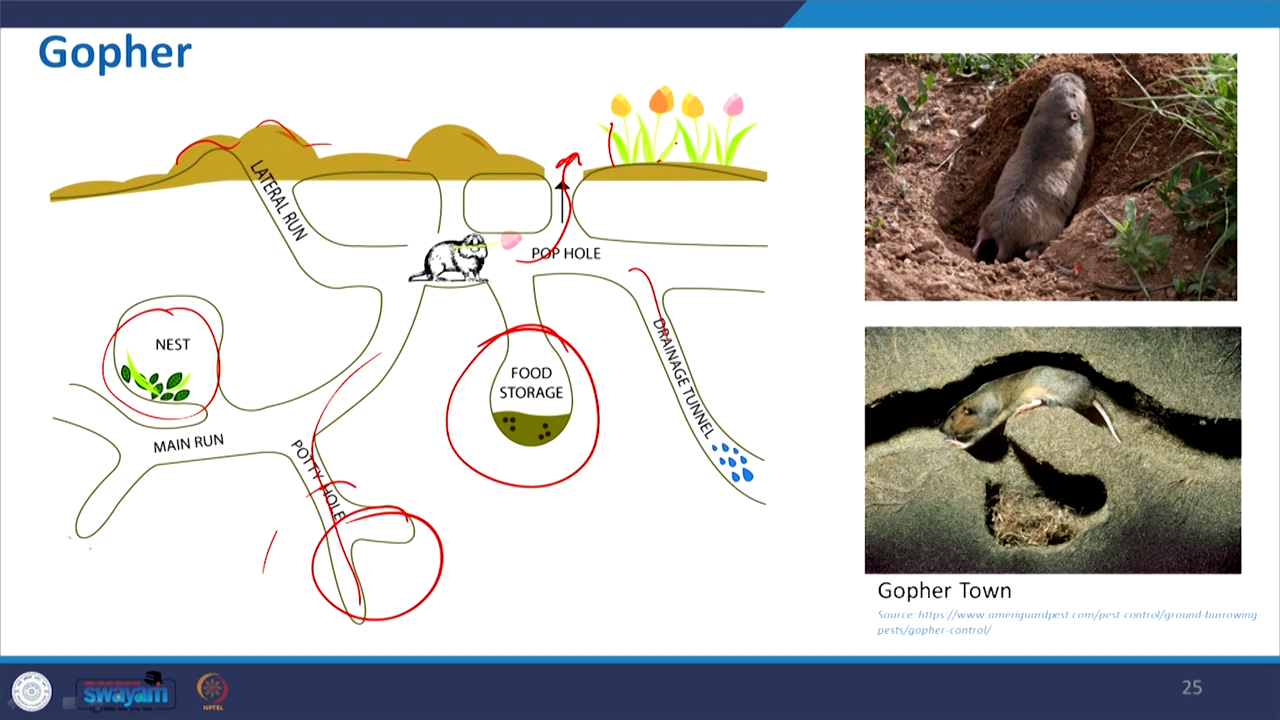 Gopher
LATERAL RUN
POP HOLE
NEST
FOOD
STORAGE
DRAINAGE TUNNEL
MAIN RUN
POTTY HOLE
Gopher Town
Source: https://www.ameriguardpest.com/pest-control/ground-burrowing-
pests/gopher-control/
swayam
NPTEL
25